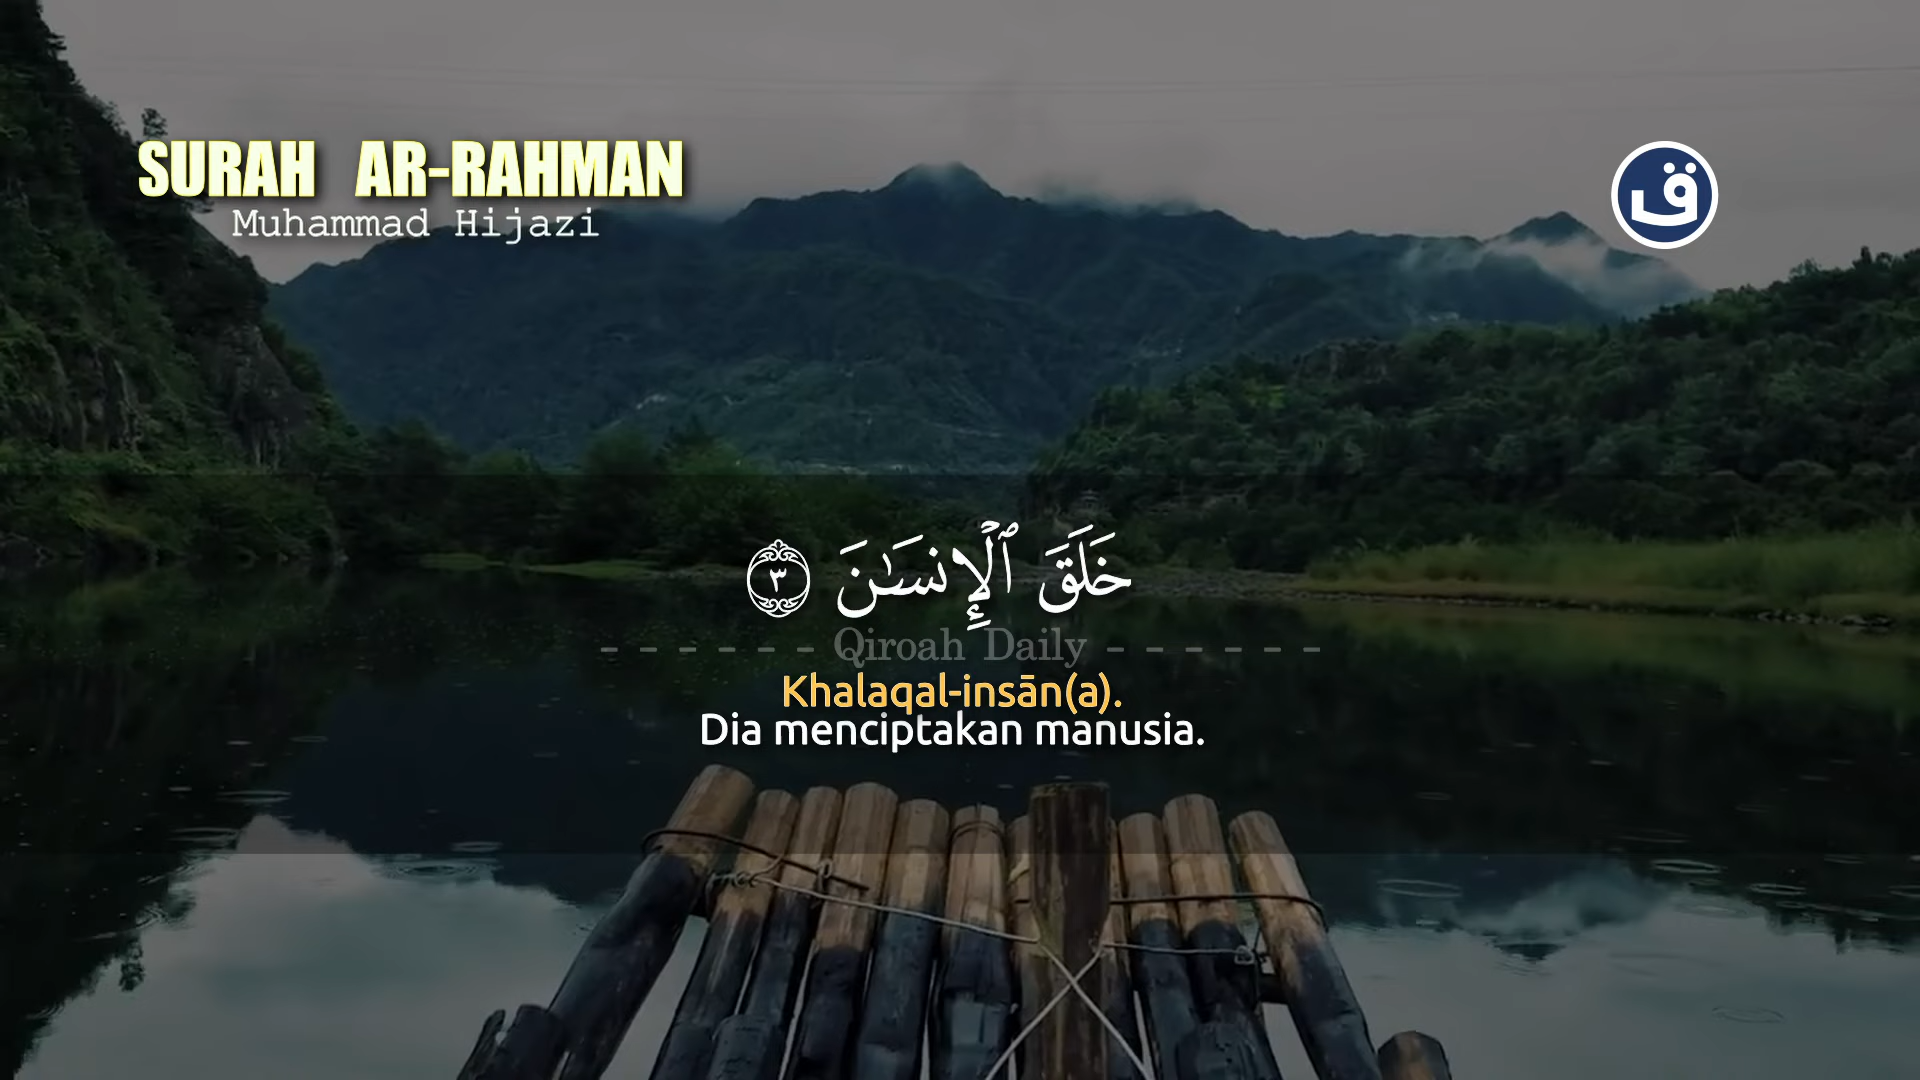 SURAH AR-RAHMAN
Muhammad Hijazi
ق
خَلَقَ ٱلْإِنسَـٰنَ ٣
- - - - - - Qiroah Daily - - - - - -
Khalaqal-insān(a).
Dia menciptakan manusia.